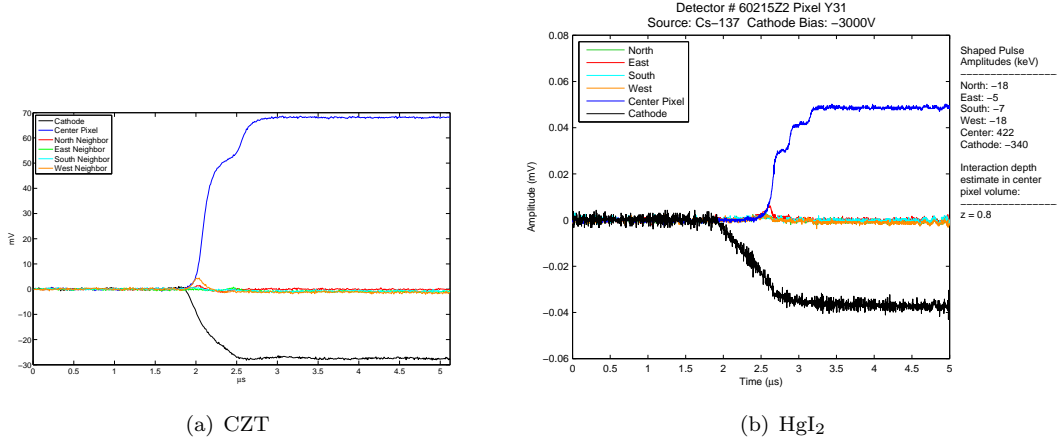 70
60
50
40
30
20
10
0
−10
−20
−30
mV
0 0.5 1 1.5 2 2.5 3 3.5 4 4.5 5
μs
Cathode
Center Pixel
North Neighbor
East Neighbor
South Neighbor
West Neighbor
(a) CZT
Detector # 60215Z2 Pixel Y31
Source: Cs−137 Cathode Bias: −3000V
0.08
0.06
0.04
0.02
0
−0.02
−0.04
−0.06
Amplitude (mV)
0 0.5 1 1.5 2 2.5 3 3.5 4 4.5 5
Time (μs)
North
East
South
West
Center Pixel
Cathode
Shaped Pulse
Amplitudes (keV)
−−−−−−−−−−−−−−−−−
North: −18
East: −5
South: −7
West: −18
Center: 422
Cathode: −340
Interaction depth
estimate in center
pixel volume:
−−−−−−−−−−−−−−−−−
z = 0.8
(b) HgI₂